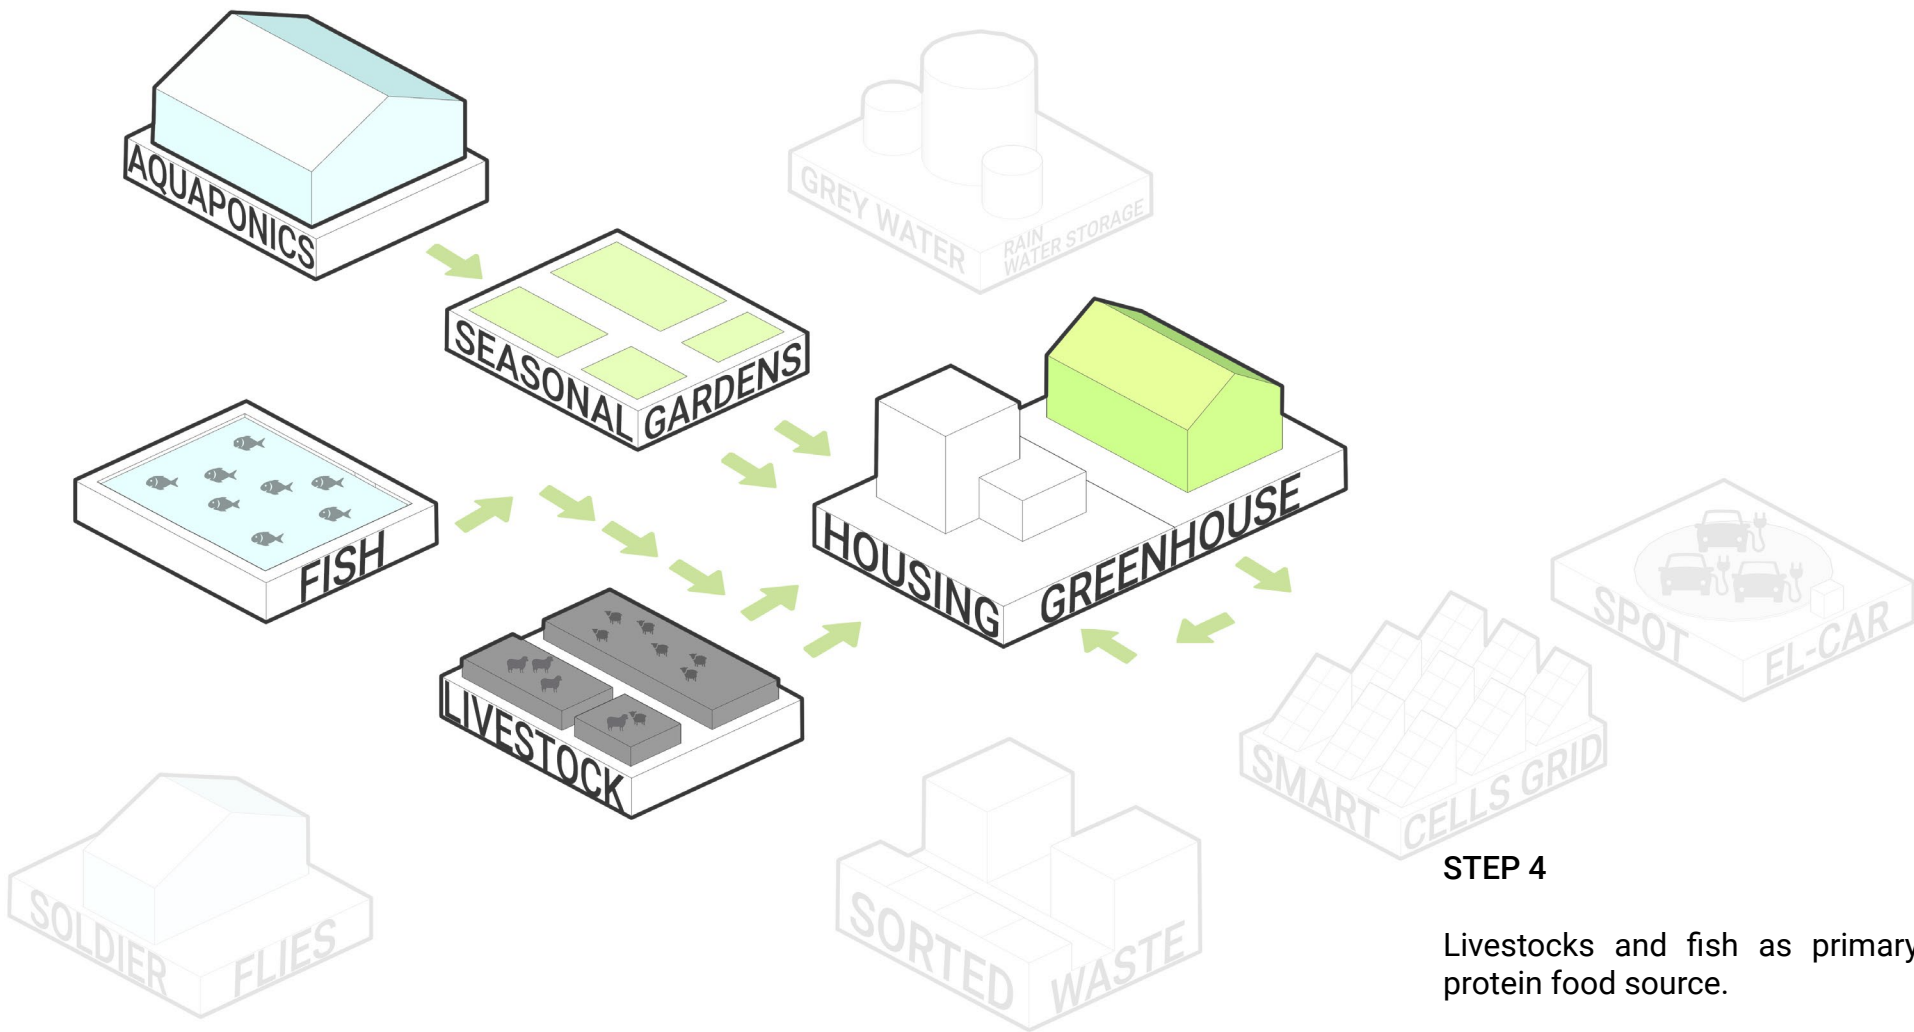 AQUAPONICS
GREY WATER
RAIN
WATER STORAGE
SEASONAL GARDENS
FISH
HOUSING GREENHOUSE
LIVESTOCK
SPOT EL-CAR
SMART CELLS GRID
SOLDIER FLIES
SORTED WASTE
STEP 4
Livestocks and fish as primary
protein food source.